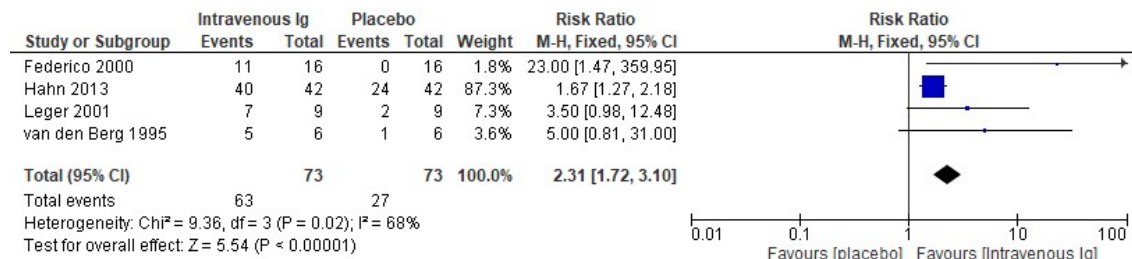 Intravenous Ig Placebo Risk Ratio Risk Ratio
Study or Subgroup Events Total Events Total Weight M-H, Fixed, 95% CI M-H, Fixed, 95% CI
Federico 2000 11 16 0 16 1.8% 23.00 [1.47, 359.95]
Hahn 2013 40 42 24 42 87.3% 1.67 [1.27, 2.18]
Leger 2001 7 9 2 9 7.3% 3.50 [0.98, 12.48]
van den Berg 1995 5 6 1 6 3.6% 5.00 [0.81, 31.00]
Total (95% CI) 73 73 100.0% 2.31 [1.72, 3.10]
Total events 63 27
Heterogeneity: Chi² = 9.36, df = 3 (P = 0.02); I² = 68%
Test for overall effect: Z = 5.54 (P < 0.00001)
0.01 0.1 1 10 100
Favours [placebo] Favours [Intravenous Ig]